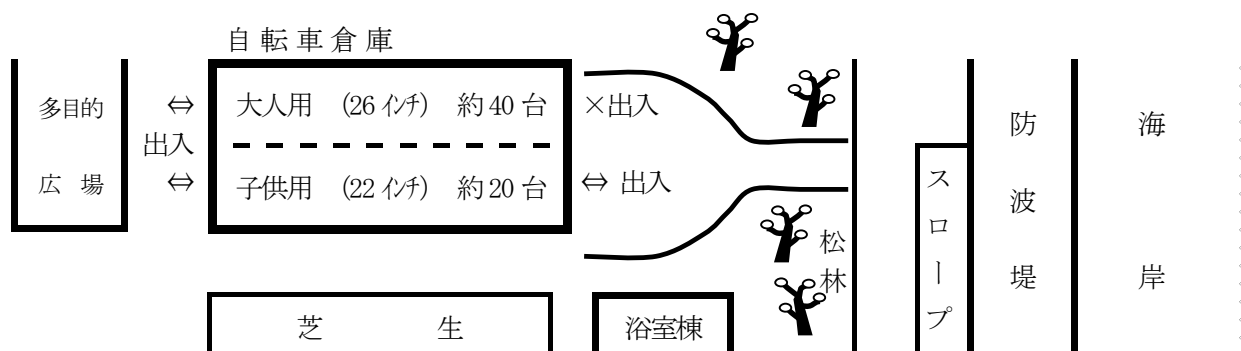 自転車倉庫
多目的
広場
⇔
出入
⇔
大人用 (26インチ) 約40台
子供用 (22インチ) 約20台
×出入
⇔ 出入
松林
スロープ
防波堤
海岸
芝生
浴室棟